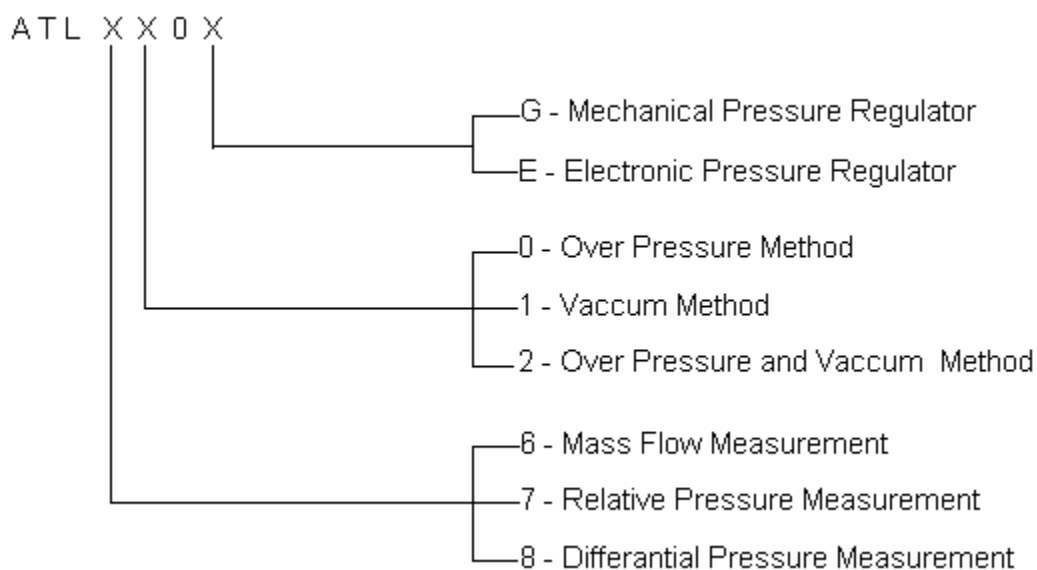 ATL XX0X
G - Mechanical Pressure Regulator
E - Electronic Pressure Regulator
0 - Over Pressure Method
1 - Vaccum Method
2 - Over Pressure and Vaccum Method
6 - Mass Flow Measurement
7 - Relative Pressure Measurement
8 - Differantial Pressure Measurement